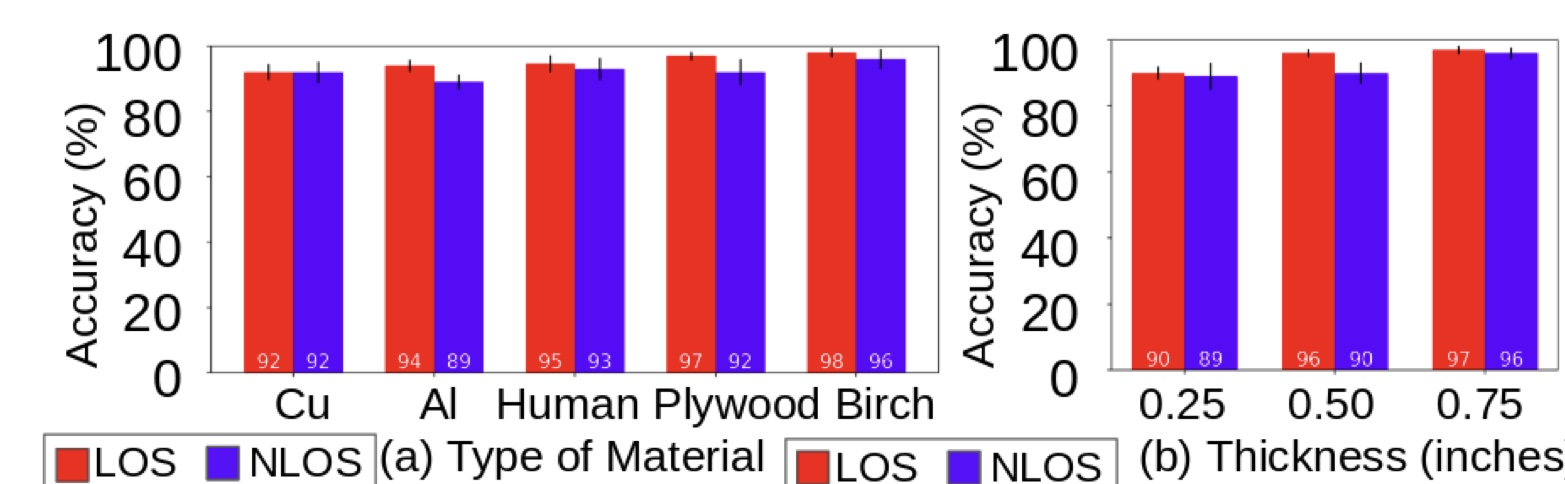 100
80
60
40
20
0
Accuracy (%)
92 92 94 89 95 93 97 92 98 96
Cu Al Human Plywood Birch
LOS NLOS (a) Type of Material
100
80
60
40
20
0
Accuracy (%)
90 89 96 90 97 96
0.25 0.50 0.75
LOS NLOS (b) Thickness (inches